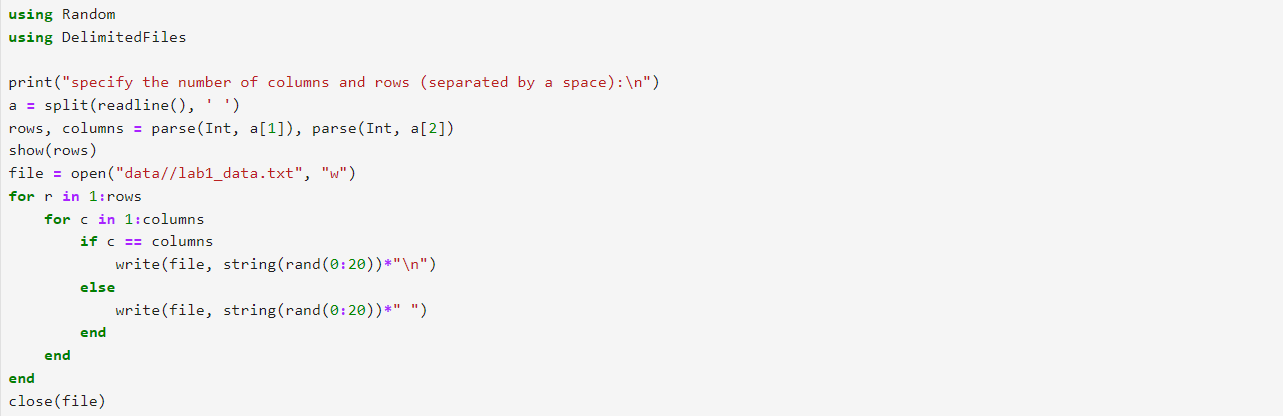 using Random
using DelimitedFiles
print("specify the number of columns and rows (separated by a space):\n")
a = split(readline(), ' ')
rows, columns = parse(Int, a[1]), parse(Int, a[2])
show(rows)
file = open("data//lab1_data.txt", "w")
for r in 1:rows
    for c in 1:columns
        if c == columns
            write(file, string(rand(0:20))*"\n")
        else
            write(file, string(rand(0:20))*" ")
        end
    end
end
close(file)